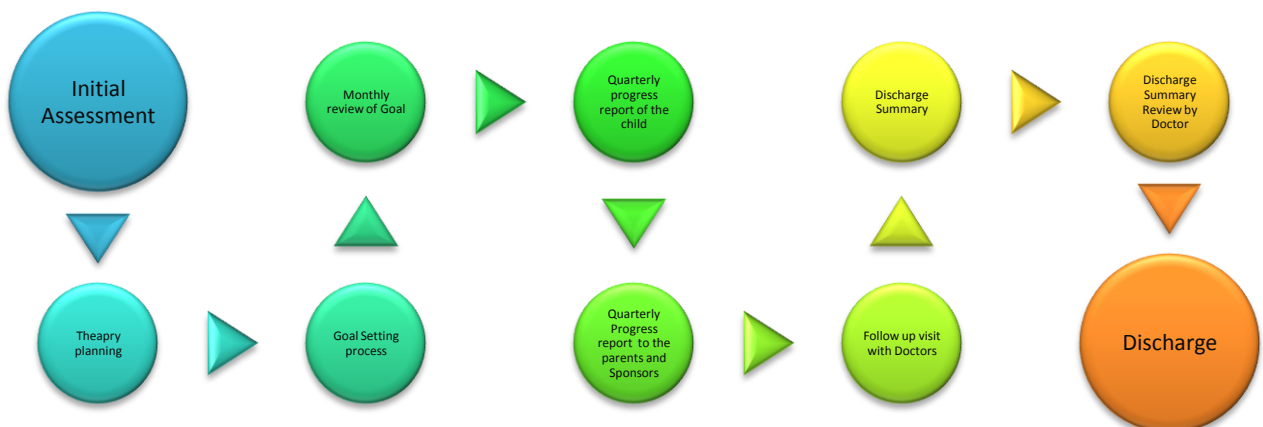 Initial
Assessment
Theapry
planning
Goal Setting
process
Monthly
review of Goal
Quarterly
progress
report of the
child
Quarterly
Progress
report to the
parents and
Sponsors
Follow up visit
with Doctors
Discharge
Summary
Discharge
Summary
Review by
Doctor
Discharge